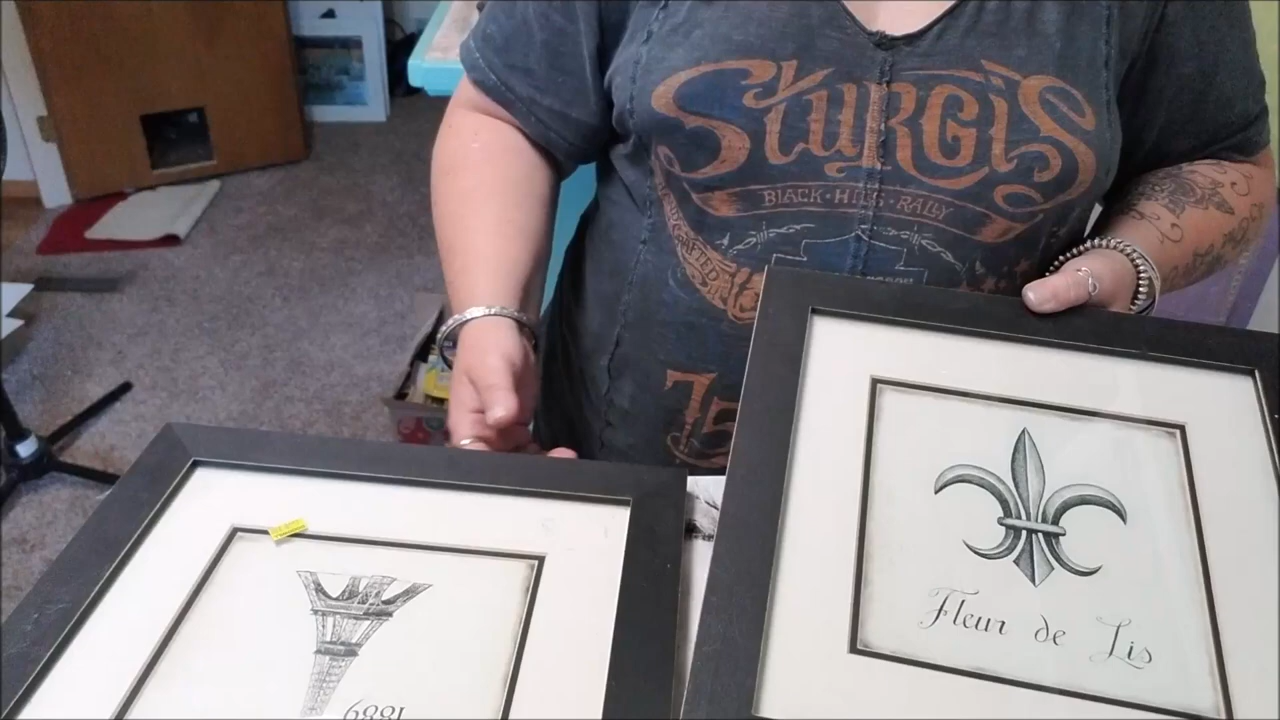 STURGIS
BLACK • HILLS • RALLY
75
Fleur de Lis
1889